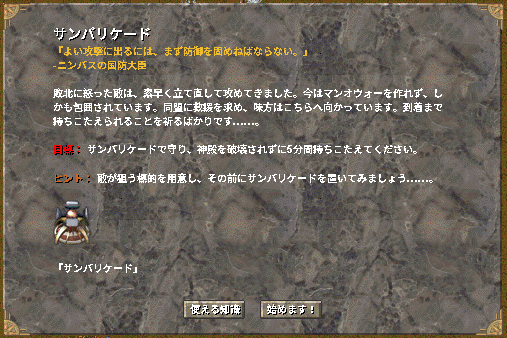 サンバリケード
「よい攻撃に出るには、まず防御を固めねばならない。」
-ニンバスの国防大臣
敗北に怒った敵は、素早く立て直して攻めてきました。今はマンオウォーを作れず、し
かも包囲されています。同盟に救援を求め、味方はこちらへ向かっています。到着まで
持ちこたえられることを祈るばかりです……。
目標： サンバリケードで守り、神殿を破壊されずに5分間持ちこたえてください。
ヒント： 敵が狙う標的を用意し、その前にサンバリケードを置いてみましょう……。
「サンバリケード」
使える知識
始めます！